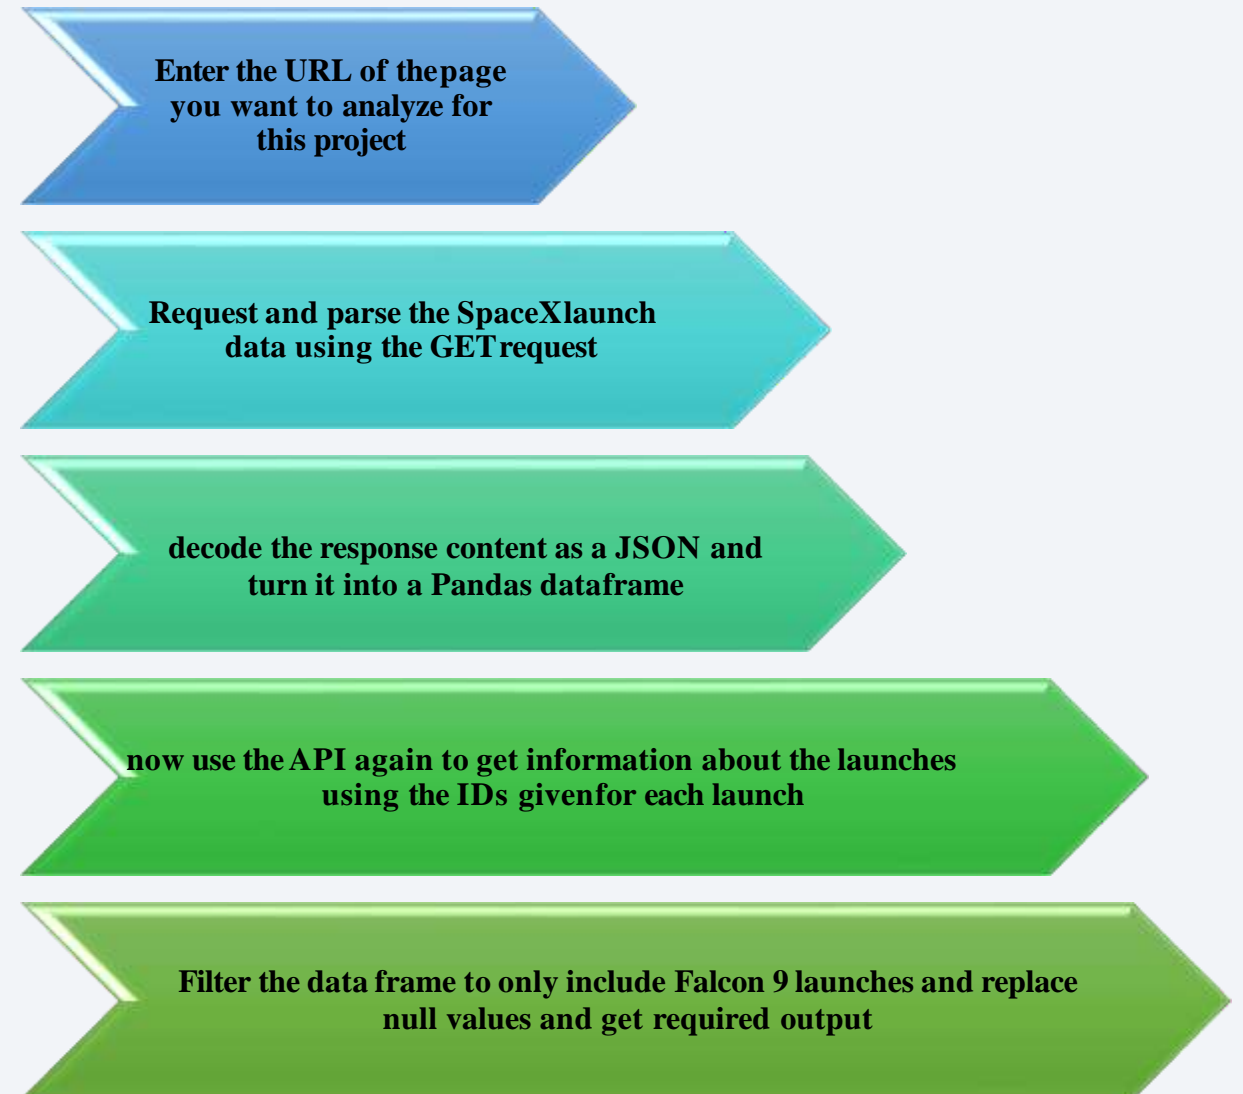 Enter the URL of thepage
you want to analyze for
this project
Request and parse the SpaceXlaunch
data using the GETrequest
decode the response content as a JSON and
turn it into a Pandas dataframe
now use the API again to get information about the launches
using the IDs givenfor each launch
Filter the data frame to only include Falcon 9 launches and replace
null values and get required output